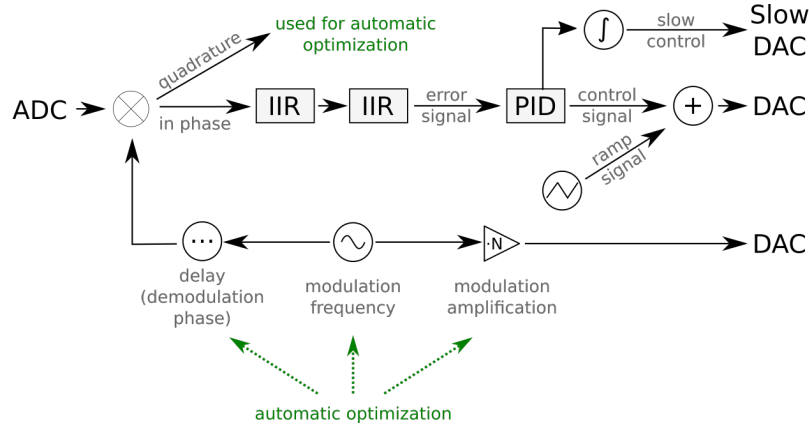 used for automatic
optimization
quadrature
slow
control
Slow
DAC
∫
ADC
in phase
IIR
IIR
error
signal
PID
control
signal
+
DAC
ramp
signal
...
·N
DAC
delay
(demodulation
phase)
modulation
frequency
modulation
amplification
automatic optimization